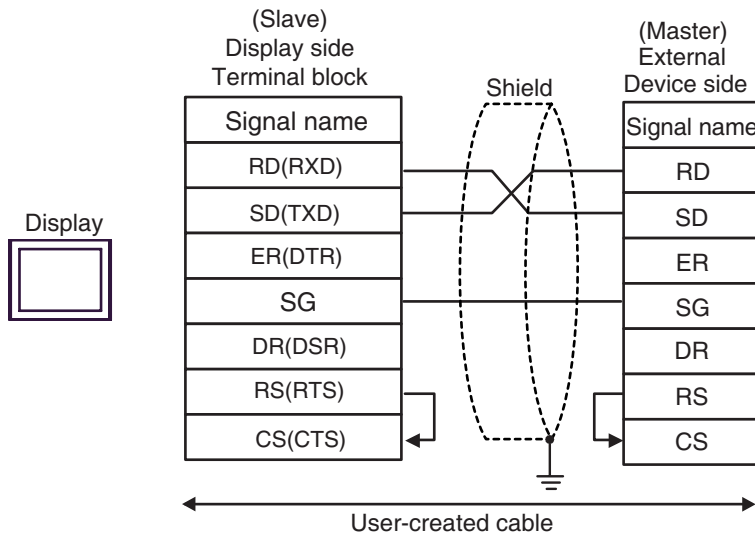 (Slave)
Display side
Terminal block
(Master)
External
Device side
Shield
Signal name
RD(RXD)
SD(TXD)
ER(DTR)
SG
DR(DSR)
RS(RTS)
CS(CTS)
Signal name
RD
SD
ER
SG
DR
RS
CS
Display
User-created cable